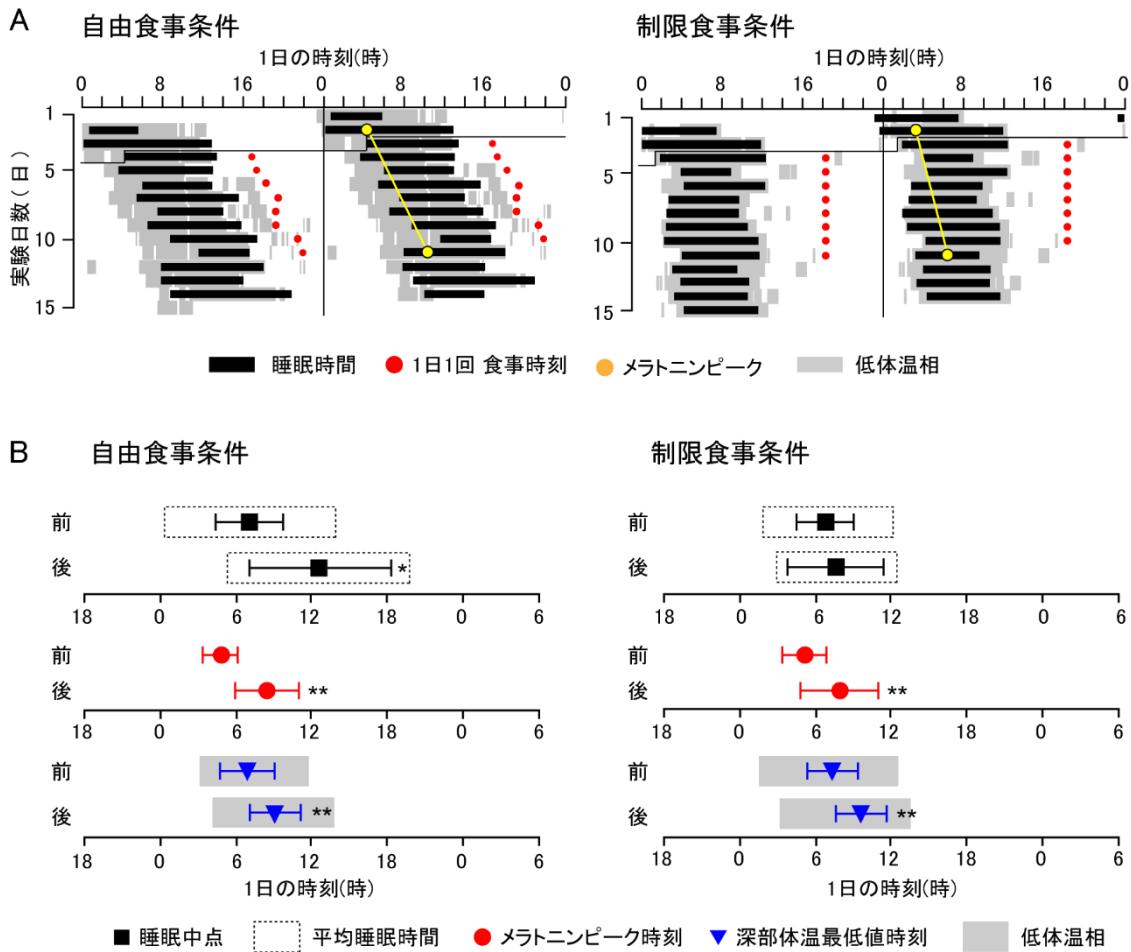 A 自由食事条件 制限食事条件
1日の時刻(時) 1日の時刻(時)
0 8 16 0 8 16 0 0 8 16 0 8 16 0
実験日数(日)
1 5 10 15
1 5 10 15
睡眠時間 1日1回 食事時刻 メラトニンピーク 低体温相
B 自由食事条件 制限食事条件
前 前
後 * 後
18 0 6 12 0 6 18 0 6 12 18 0 6
前 前
後 ** 後 **
18 0 6 12 0 6 18 0 6 12 18 0 6
前 前
後 ** 後 **
18 0 6 12 18 0 6 18 0 6 12 18 0 6
1日の時刻(時) 1日の時刻(時)
睡眠中点 平均睡眠時間 メラトニンピーク時刻 深部体温最低値時刻 低体温相